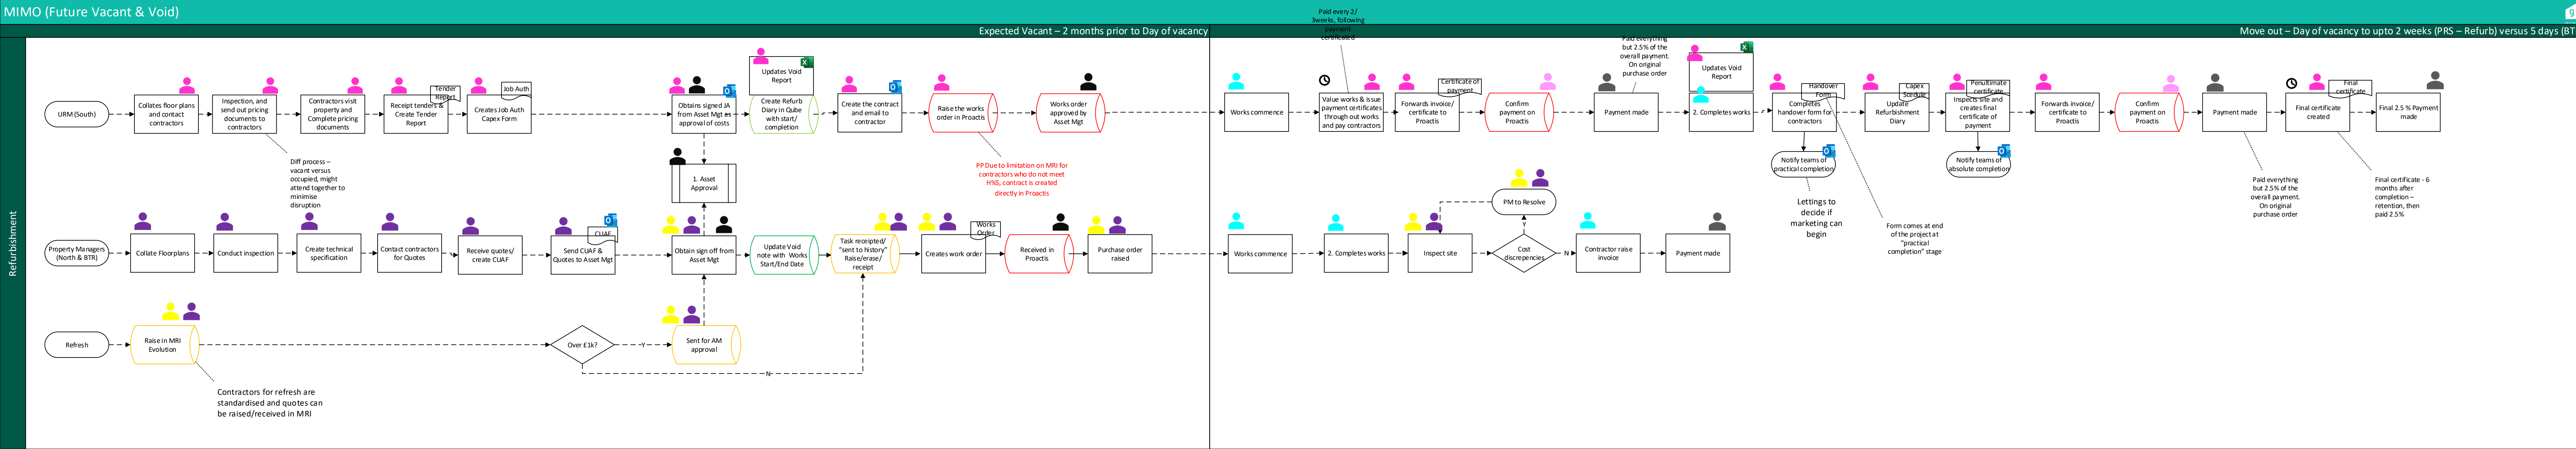 MIMO (Future Vacant & Void)
Expected Vacant – 2 months prior to Day of vacancy
Move out – Day of vacancy to upto 2 weeks (PRS – Refurb) versus 5 days (BT
Refurbishment
URM (South)
Collates floor plans
and contact
contractors
Inspection, and
send out pricing
documents to
contractors
Diff process –
vacant versus
occupied, might
attend together to
minimise
disruption
Contractors visit
property and
Complete pricing
documents
Tender
Report
Receipt tenders &
Create Tender
Report
Job Auth
Creates Job Auth
Capex Form
Obtains signed JA
from Asset Mgt as
approval of costs
Updates Void
Report
Create Refurb
Diary in Qube
with start/
completion
Create the contract
and email to
contractor
Raise the works
order in Proactis
PP Due to limitation on MRI for
contractors who do not meet
H%S, contract is created
directly in Proactis
Works order
approved by
Asset Mgt
1. Asset
Approval
Works commence
Paid every 2/
3weeks, following
payment
certificated
Value works & issue
payment certificates
through out works
and pay contractors
Certificate of
payment
Forwards invoice/
certificate to
Proactis
Confirm
payment on
Proactis
Paid everything
but 2.5% of the
overall payment.
On original
purchase order
Payment made
Updates Void
Report
2. Completes works
Handover
Form
Completes
handover form for
contractors
Notify teams of
practical completion
Lettings to
decide if
marketing can
begin
Form comes at end
of the project at
“practical
completion” stage
Capex
Scedule
Update
Refurbishment
Diary
Penultimate
certificate
Inspects site and
creates final
certificate of
payment
Notify teams of
absolute completion
Forwards invoice/
certificate to
Proactis
Confirm
payment on
Proactis
Payment made
Paid everything
but 2.5% of the
overall payment.
On original
purchase order
Final
certificate
Final certificate
created
Final certificate - 6
months after
completion –
retention, then
paid 2.5%
Final 2.5 % Payment
made
Property Managers
(North & BTR)
Collate Floorplans
Conduct inspection
Create technical
specification
Contact contractors
for Quotes
Receive quotes/
create CUAF
CUAF
Send CUAF &
Quotes to Asset Mgt
Obtain sign off from
Asset Mgt
Update Void
note with Works
Start/End Date
Task receipted/
“sent to history”
Raise/erase/
receipt
Works
Order
Creates work order
Received in
Proactis
Purchase order
raised
Works commence
2. Completes works
Inspect site
PM to Resolve
Y
Cost
discrepencies
N
Contractor raise
invoice
Payment made
Refresh
Raise in MRI
Evolution
Contractors for refresh are
standardised and quotes can
be raised/received in MRI
Over £1k?
Y
N
Sent for AM
approval